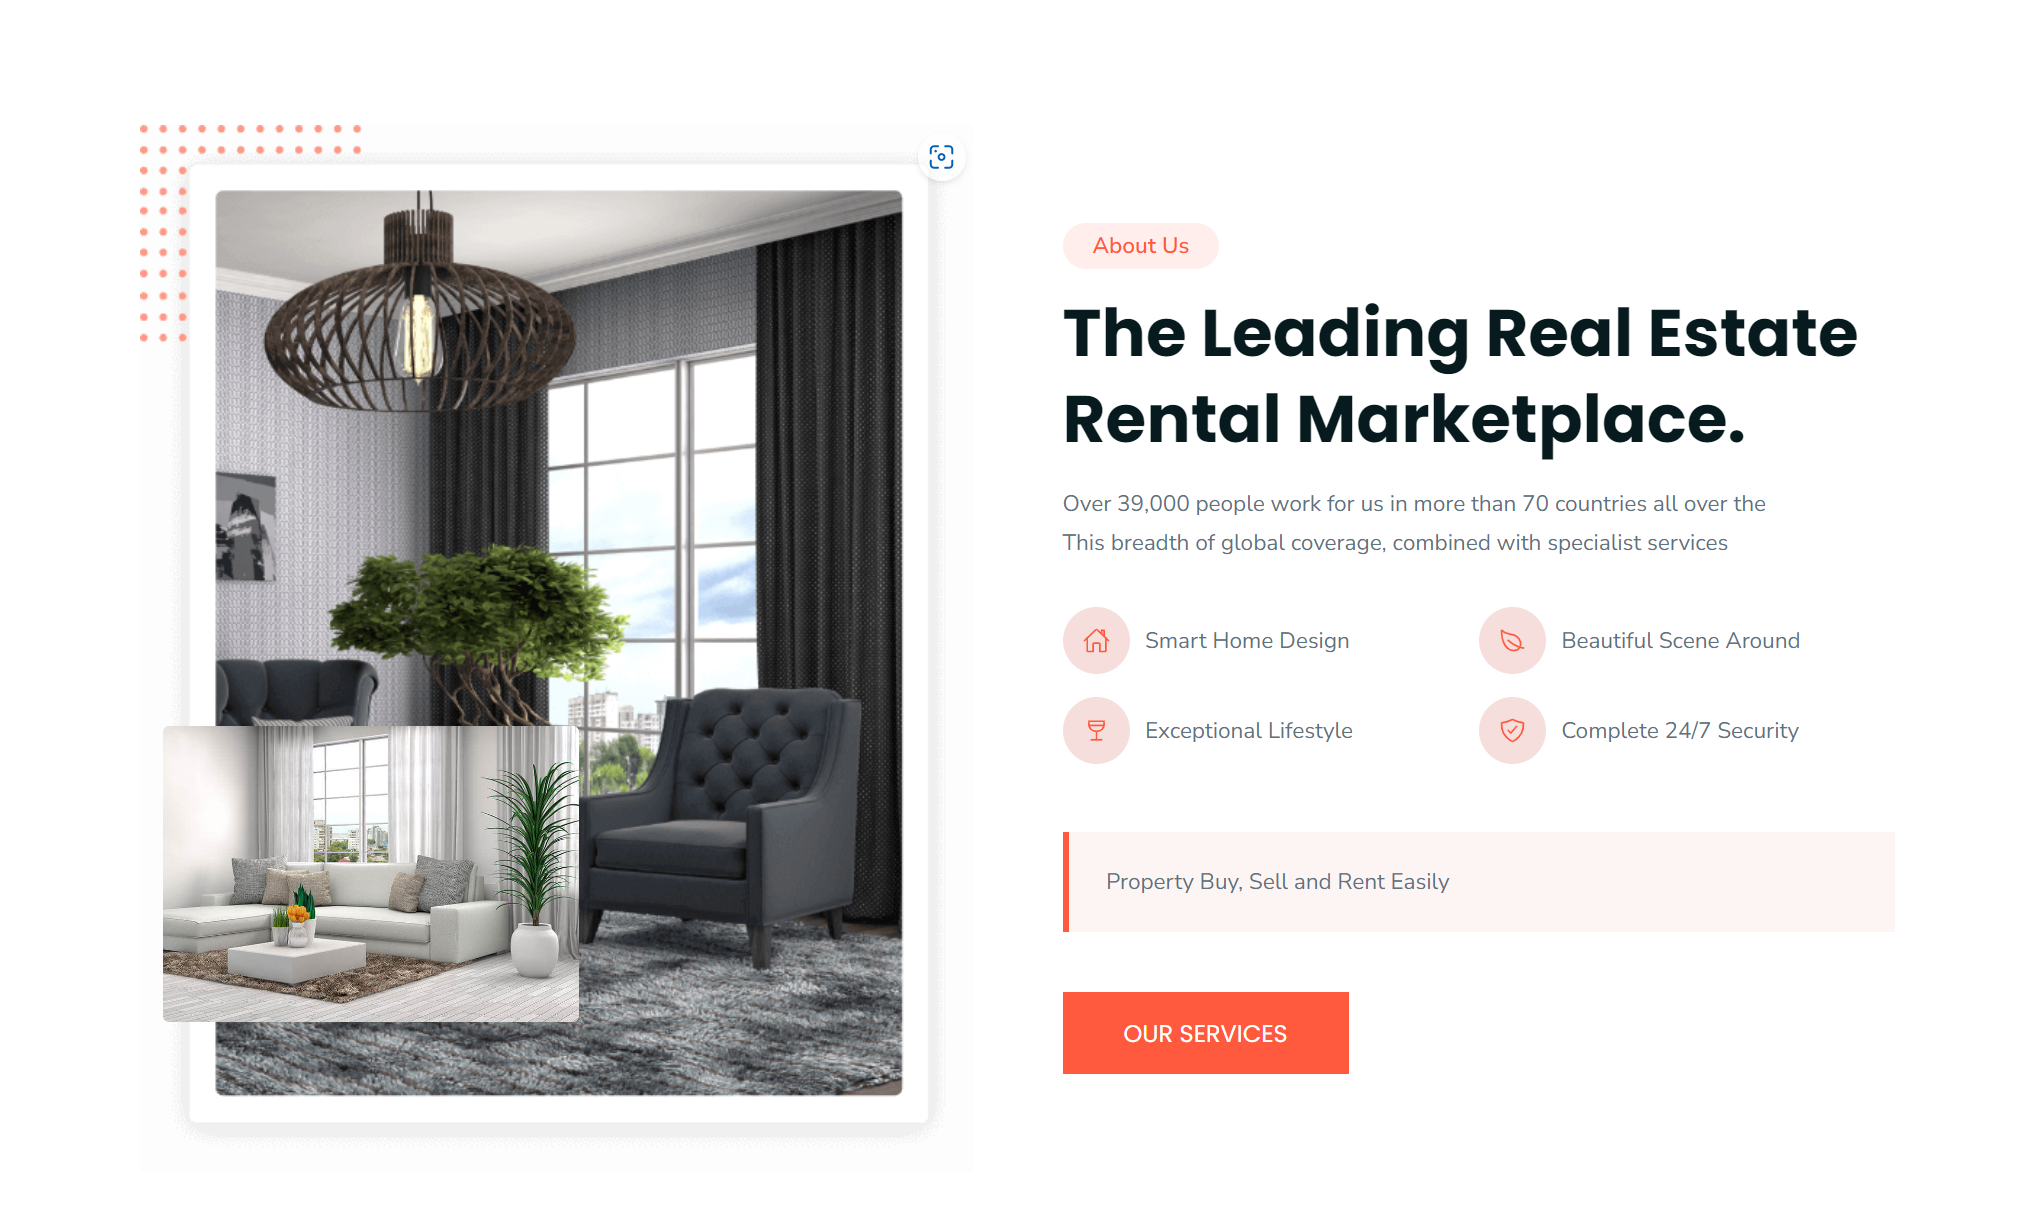 About Us
The Leading Real Estate
Rental Marketplace.
Over 39,000 people work for us in more than 70 countries all over the
This breadth of global coverage, combined with specialist services
Smart Home Design
Beautiful Scene Around
Exceptional Lifestyle
Complete 24/7 Security
Property Buy, Sell and Rent Easily
OUR SERVICES